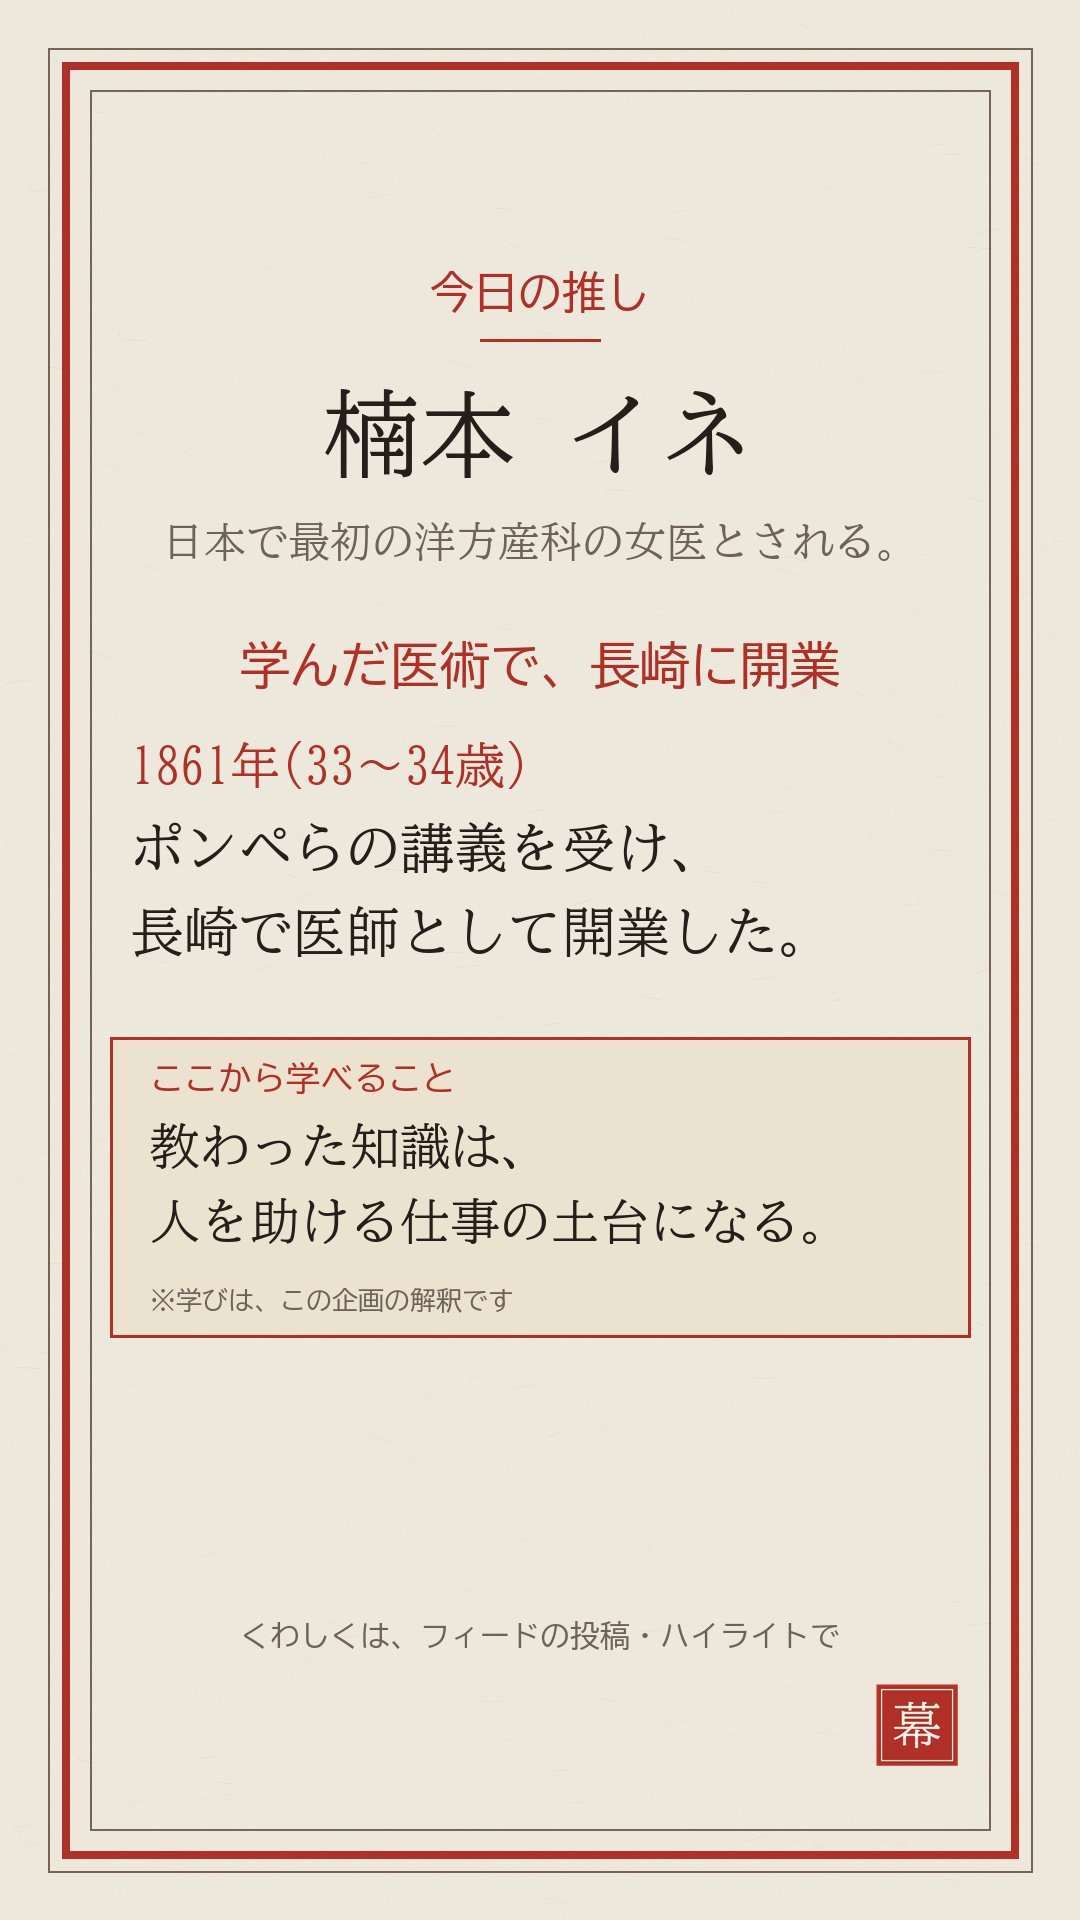 今日の推し
楠本 イネ
日本で最初の洋方産科の女医とされる。
学んだ医術で、長崎に開業
1861年(33〜34歳)
ポンペらの講義を受け、
長崎で医師として開業した。
ここから学べること
教わった知識は、
人を助ける仕事の土台になる。
※学びは、この企画の解釈です
くわしくは、フィードの投稿・ハイライトで
幕